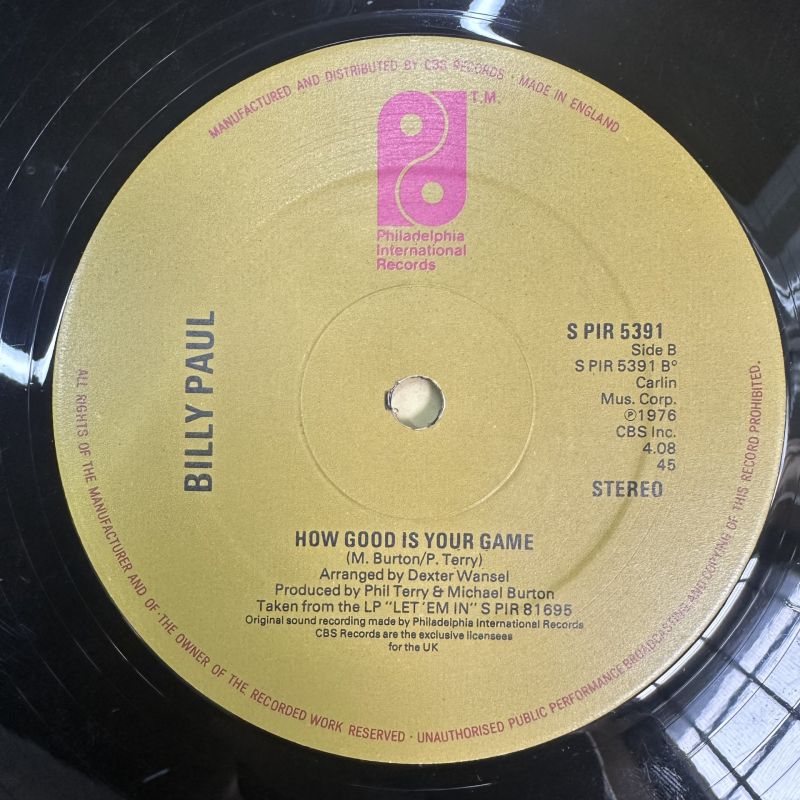 MANUFACTURED AND DISTRIBUTED BY CBS RECORDS · MADE IN ENGLAND
T.M.
Philadelphia
International
Records
BILLY PAUL
S PIR 5391
Side B
S PIR 5391 B°
Carlin
Mus. Corp.
℗1976
CBS Inc.
4.08
45
STEREO
HOW GOOD IS YOUR GAME
(M. Burton/P. Terry)
Arranged by Dexter Wansel
Produced by Phil Terry & Michael Burton
Taken from the LP "LET 'EM IN" S PIR 81695
Original sound recording made by Philadelphia International Records
CBS Records are the exclusive licensees
for the UK
ALL RIGHTS OF THE MANUFACTURER AND OF THE OWNER OF THE RECORDED WORK RESERVED · UNAUTHORISED PUBLIC PERFORMANCE BROADCASTING AND COPYING OF THIS RECORD PROHIBITED.